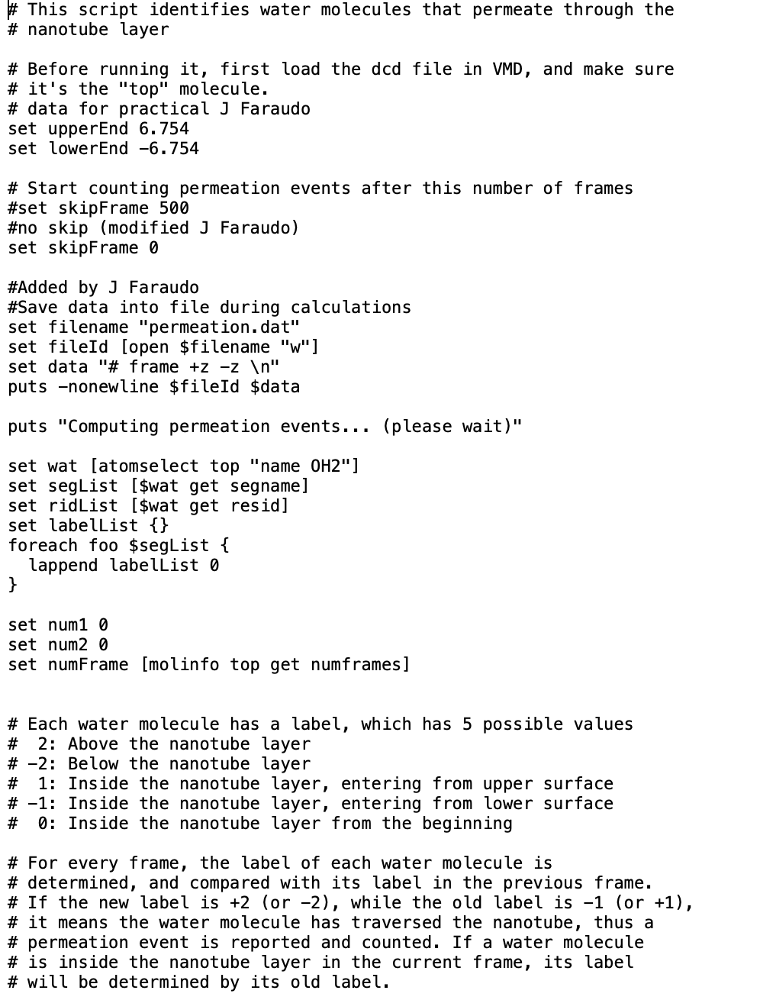 # This script identifies water molecules that permeate through the
# nanotube layer

# Before running it, first load the dcd file in VMD, and make sure
# it's the "top" molecule.
# data for practical J Faraudo
set upperEnd 6.754
set lowerEnd -6.754

# Start counting permeation events after this number of frames
#set skipFrame 500
#no skip (modified J Faraudo)
set skipFrame 0

#Added by J Faraudo
#Save data into file during calculations
set filename "permeation.dat"
set fileId [open $filename "w"]
set data "# frame +z -z \n"
puts -nonewline $fileId $data

puts "Computing permeation events... (please wait)"

set wat [atomselect top "name OH2"]
set segList [$wat get segname]
set ridList [$wat get resid]
set labelList {}
foreach foo $segList {
  lappend labelList 0
}

set num1 0
set num2 0
set numFrame [molinfo top get numframes]


# Each water molecule has a label, which has 5 possible values
#  2: Above the nanotube layer
# -2: Below the nanotube layer
#  1: Inside the nanotube layer, entering from upper surface
# -1: Inside the nanotube layer, entering from lower surface
#  0: Inside the nanotube layer from the beginning

# For every frame, the label of each water molecule is
# determined, and compared with its label in the previous frame.
# If the new label is +2 (or -2), while the old label is -1 (or +1),
# it means the water molecule has traversed the nanotube, thus a
# permeation event is reported and counted. If a water molecule
# is inside the nanotube layer in the current frame, its label
# will be determined by its old label.